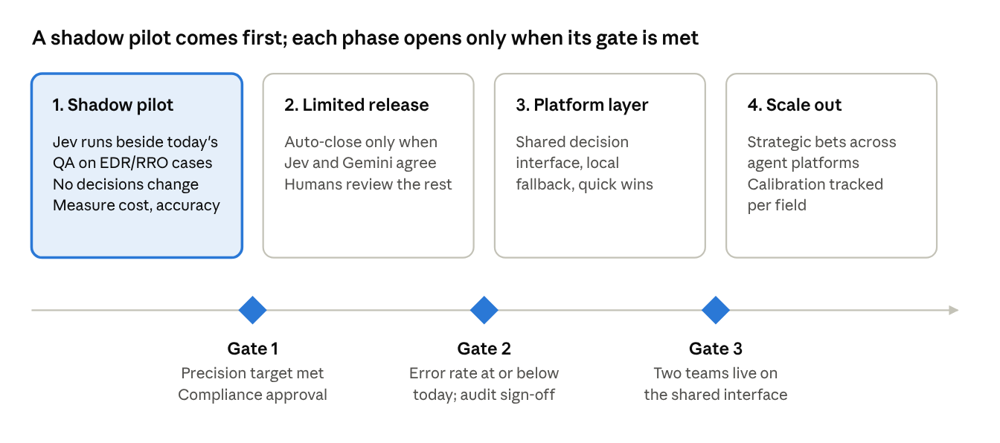 A shadow pilot comes first; each phase opens only when its gate is met
1. Shadow pilot
Jev runs beside today's
QA on EDR/RRO cases
No decisions change
Measure cost, accuracy
2. Limited release
Auto-close only when
Jev and Gemini agree
Humans review the rest
3. Platform layer
Shared decision
interface, local
fallback, quick wins
4. Scale out
Strategic bets across
agent platforms
Calibration tracked
per field
Gate 1
Precision target met
Compliance approval
Gate 2
Error rate at or below
today; audit sign-off
Gate 3
Two teams live on
the shared interface